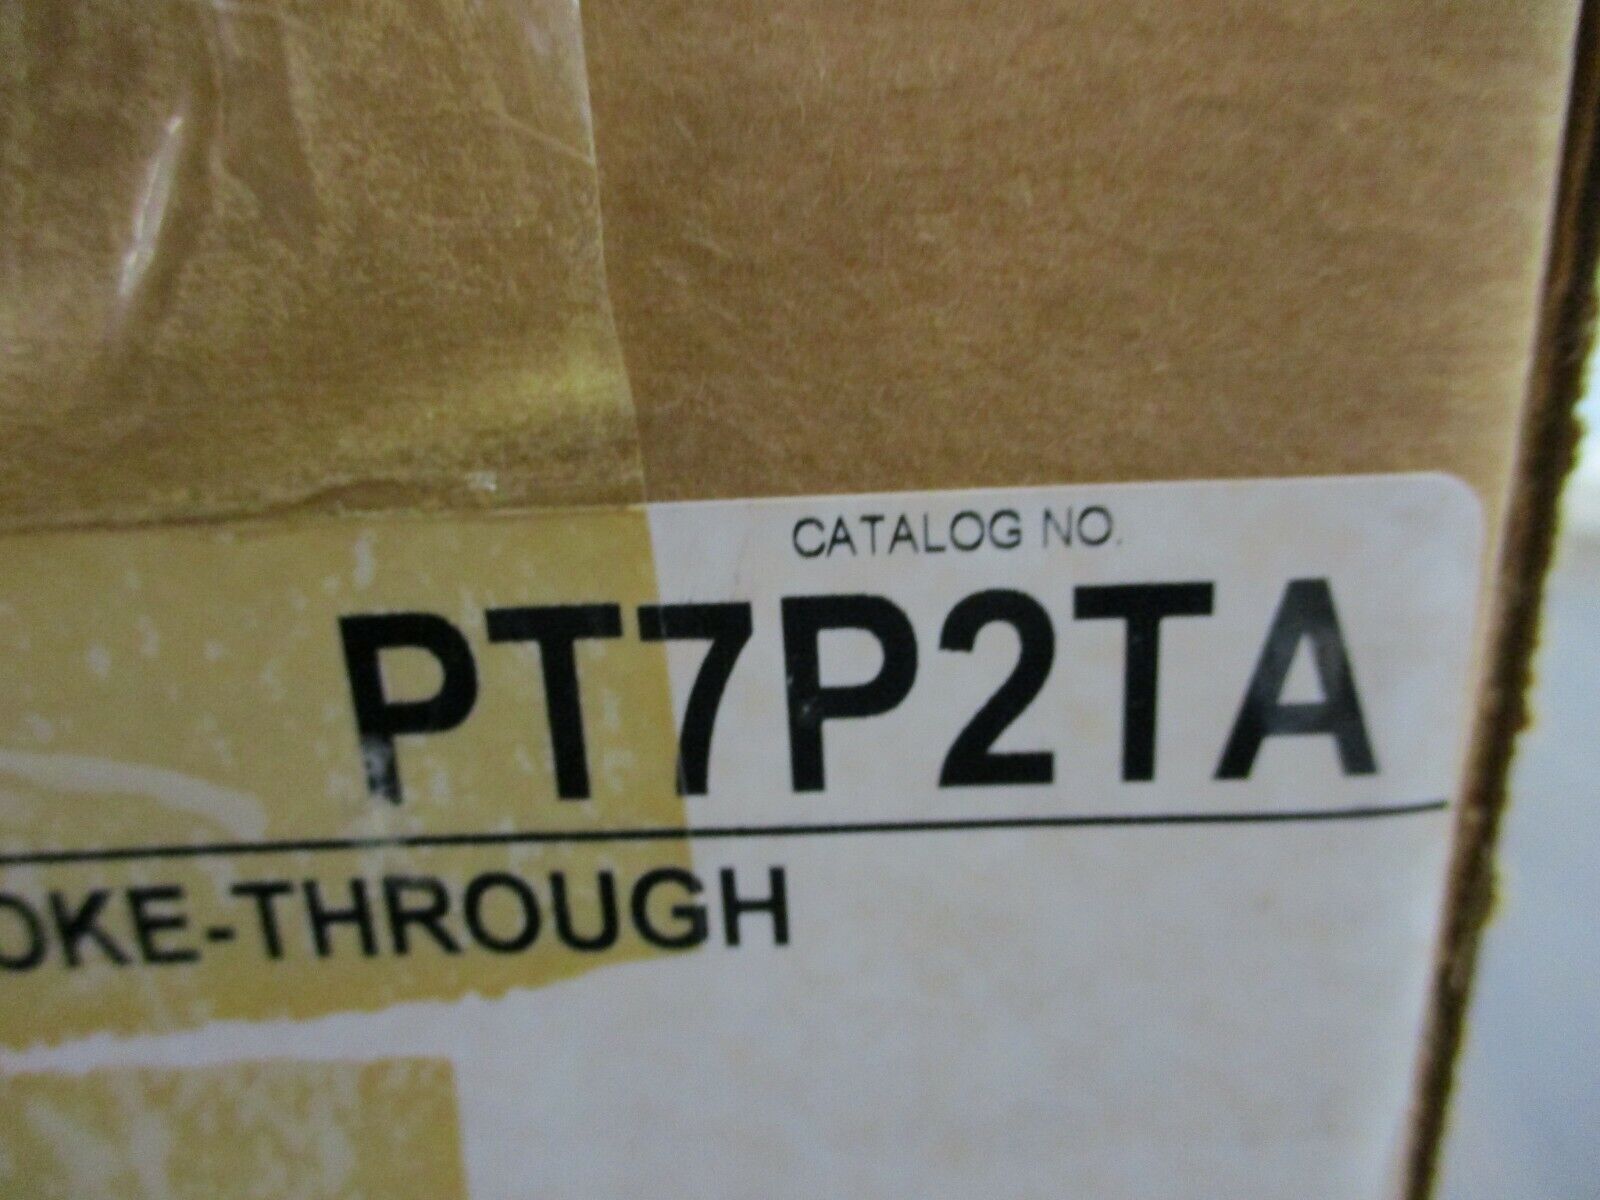 CATALOG NO.
PT7P2TA
OKE-THROUGH